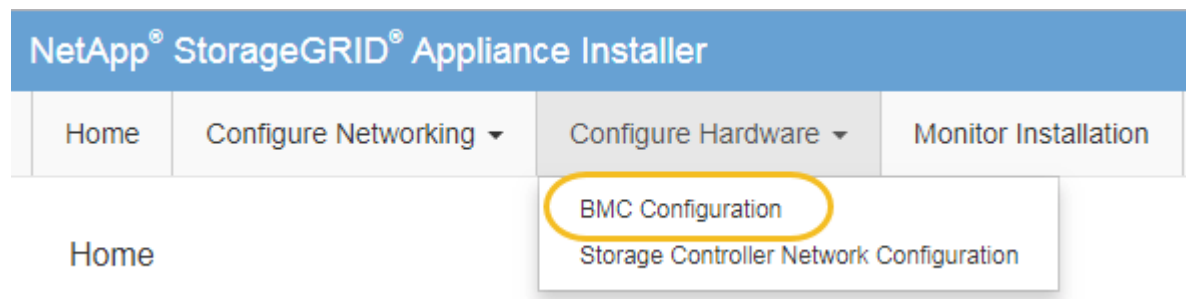 NetApp® StorageGRID® Appliance Installer
Home Configure Networking Configure Hardware Monitor Installation
BMC Configuration
Home
Storage Controller Network Configuration